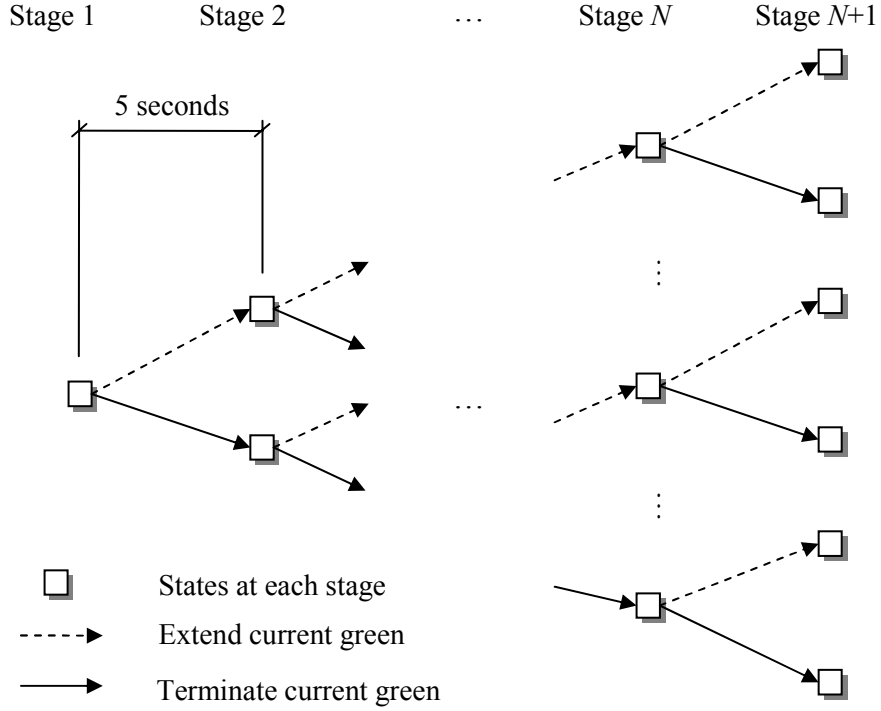 Stage 1 Stage 2 … Stage N Stage N+1
5 seconds
…
States at each stage
Extend current green
Terminate current green